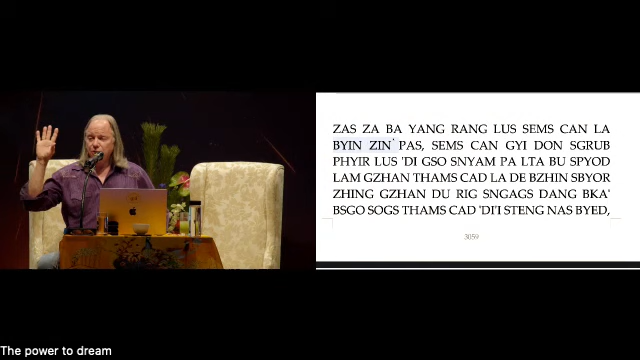 ZAS ZA BA YANG RANG LUS SEMS CAN LA
BYIN ZIN PAS, SEMS CAN GYI DON SGRUB
PHYIR LUS 'DI GSO SNYAM PA LTA BU SPYOD
LAM GZHAN THAMS CAD LA DE BZHIN SBYOR
ZHING GZHAN DU RIG SNGAGS DANG BKA'
BSGO SOGS THAMS CAD 'DI'I STENG NAS BYED,
3059
The power to dream